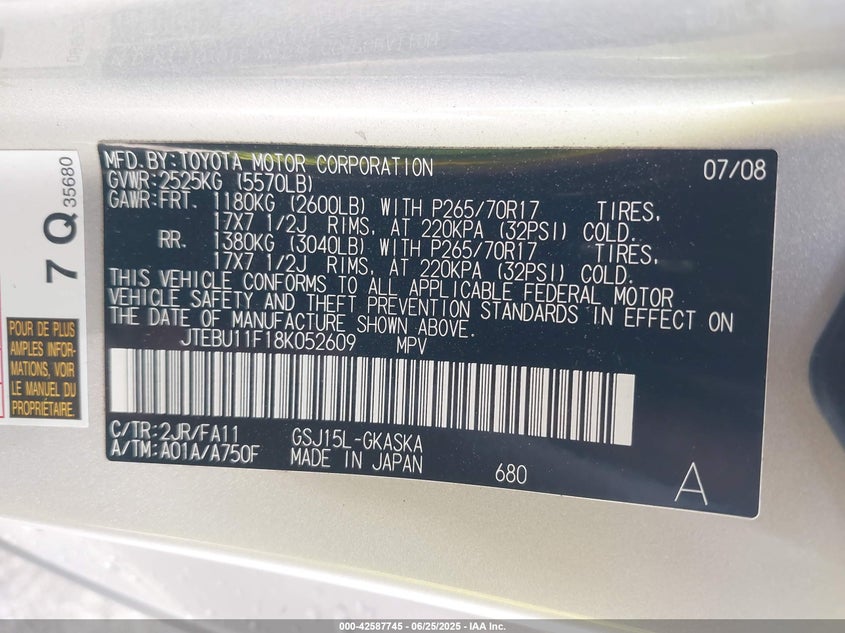 MFD. BY: TOYOTA MOTOR CORPORATION 07/08
GVWR: 2525KG (5570LB)
GAWR: FRT. 1180KG (2600LB) WITH P265/70R17 TIRES,
17X7 1/2J RIMS, AT 220KPA (32PSI) COLD.
RR. 1380KG (3040LB) WITH P265/70R17 TIRES,
17X7 1/2J RIMS, AT 220KPA (32PSI) COLD.
THIS VEHICLE CONFORMS TO ALL APPLICABLE FEDERAL MOTOR
VEHICLE SAFETY AND THEFT PREVENTION STANDARDS IN EFFECT ON
THE DATE OF MANUFACTURE SHOWN ABOVE.
JTEBU11F18K052609 MPV
C/TR: 2JR/FA11 GSJ15L-GKASKA
A/TM: A01A/A750F MADE IN JAPAN 680
A
7 Q 35680
POUR DE PLUS
AMPLES INFOR-
MATIONS, VOIR
LE MANUEL DU
PROPRIÉTAIRE.
000-42587745 - 06/25/2025 - IAA Inc.